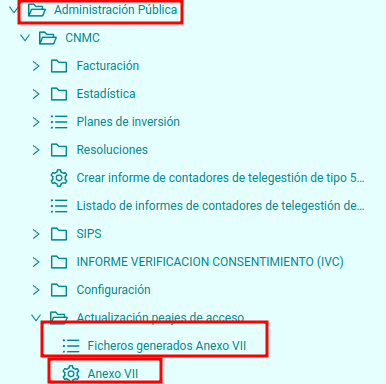 Administración Pública
CNMC
Facturación
Estadística
Planes de inversión
Resoluciones
Crear informe de contadores de telegestión de tipo 5...
Listado de informes de contadores de telegestión de...
SIPS
INFORME VERIFICACION CONSENTIMIENTO (IVC)
Configuración
Actualización peajes de acceso
Ficheros generados Anexo VII
Anexo VII